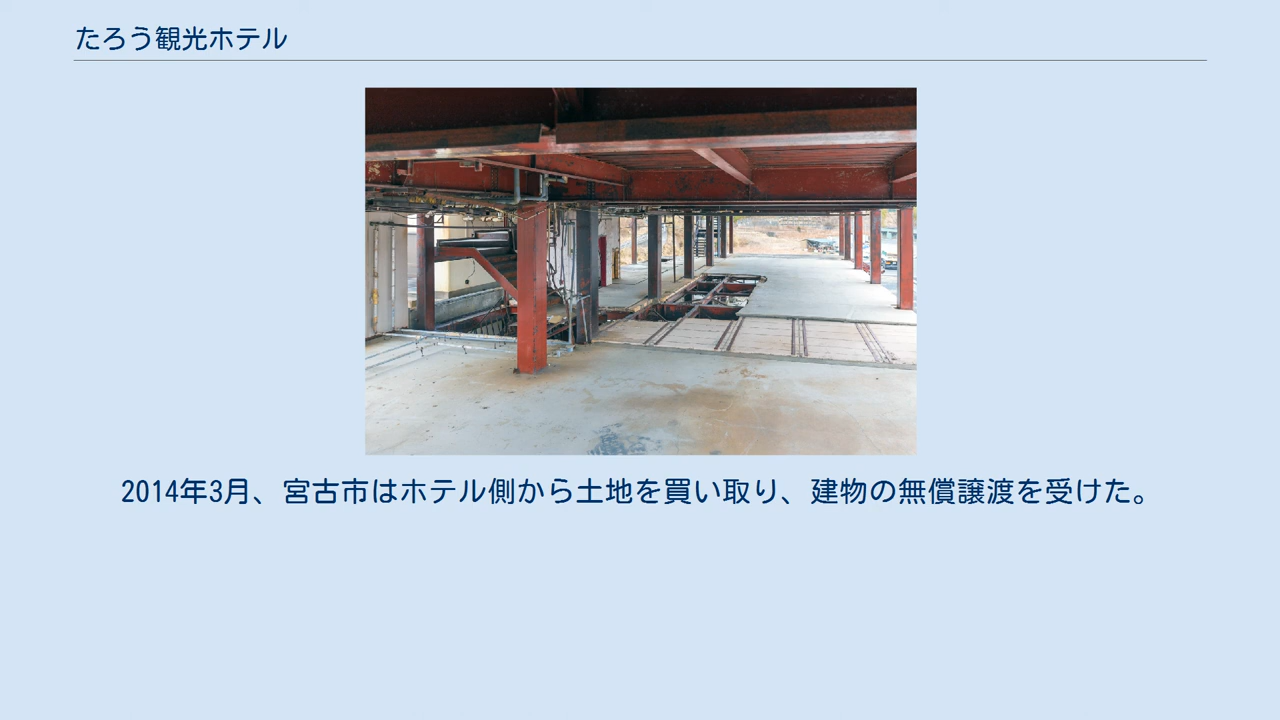 たろう観光ホテル
2014年3月、宮古市はホテル側から土地を買い取り、建物の無償譲渡を受けた。